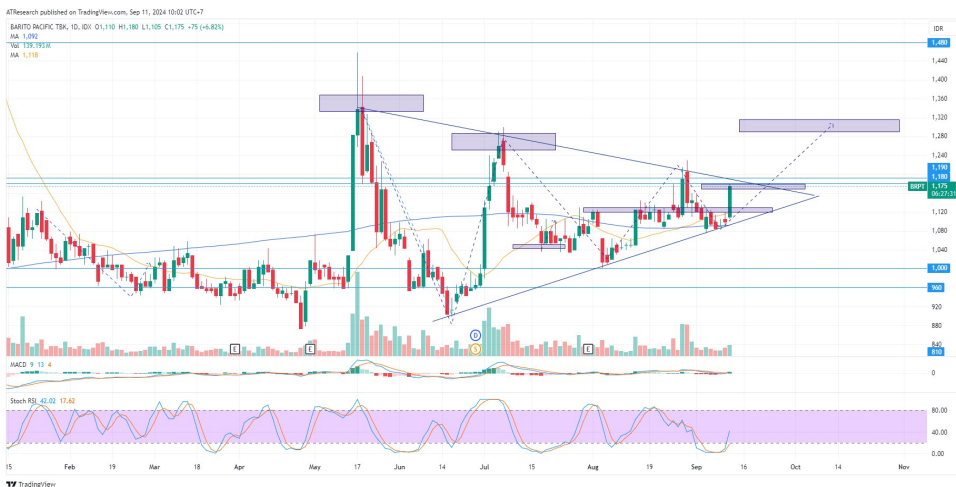 ATResearch published on TradingView.com, Sep 11, 2024 10:02 UTC+7
BARITO PACIFIC TBK, 1D, IDX O1,110 H1,180 L1,105 C1,175 +75 (+6.82%)
IDR
MA 1,092
Vol 139.193M
MA 1,118
1,480
1,440
1,400
1,360
1,320
1,280
1,240
1,190
1,180
BRPT 1,175
06:27:31
1,120
1,080
1,040
1,000
960
920
880
840
810
D
S
E E E
MACD 9 13 4
0
Stoch RSI 42.02 17.62
80.00
40.00
0.00
15 Feb 19 Mar 18 Apr May 17 Jun 14 Jul 15 Aug 19 Sep 16 Oct 14 Nov
TradingView